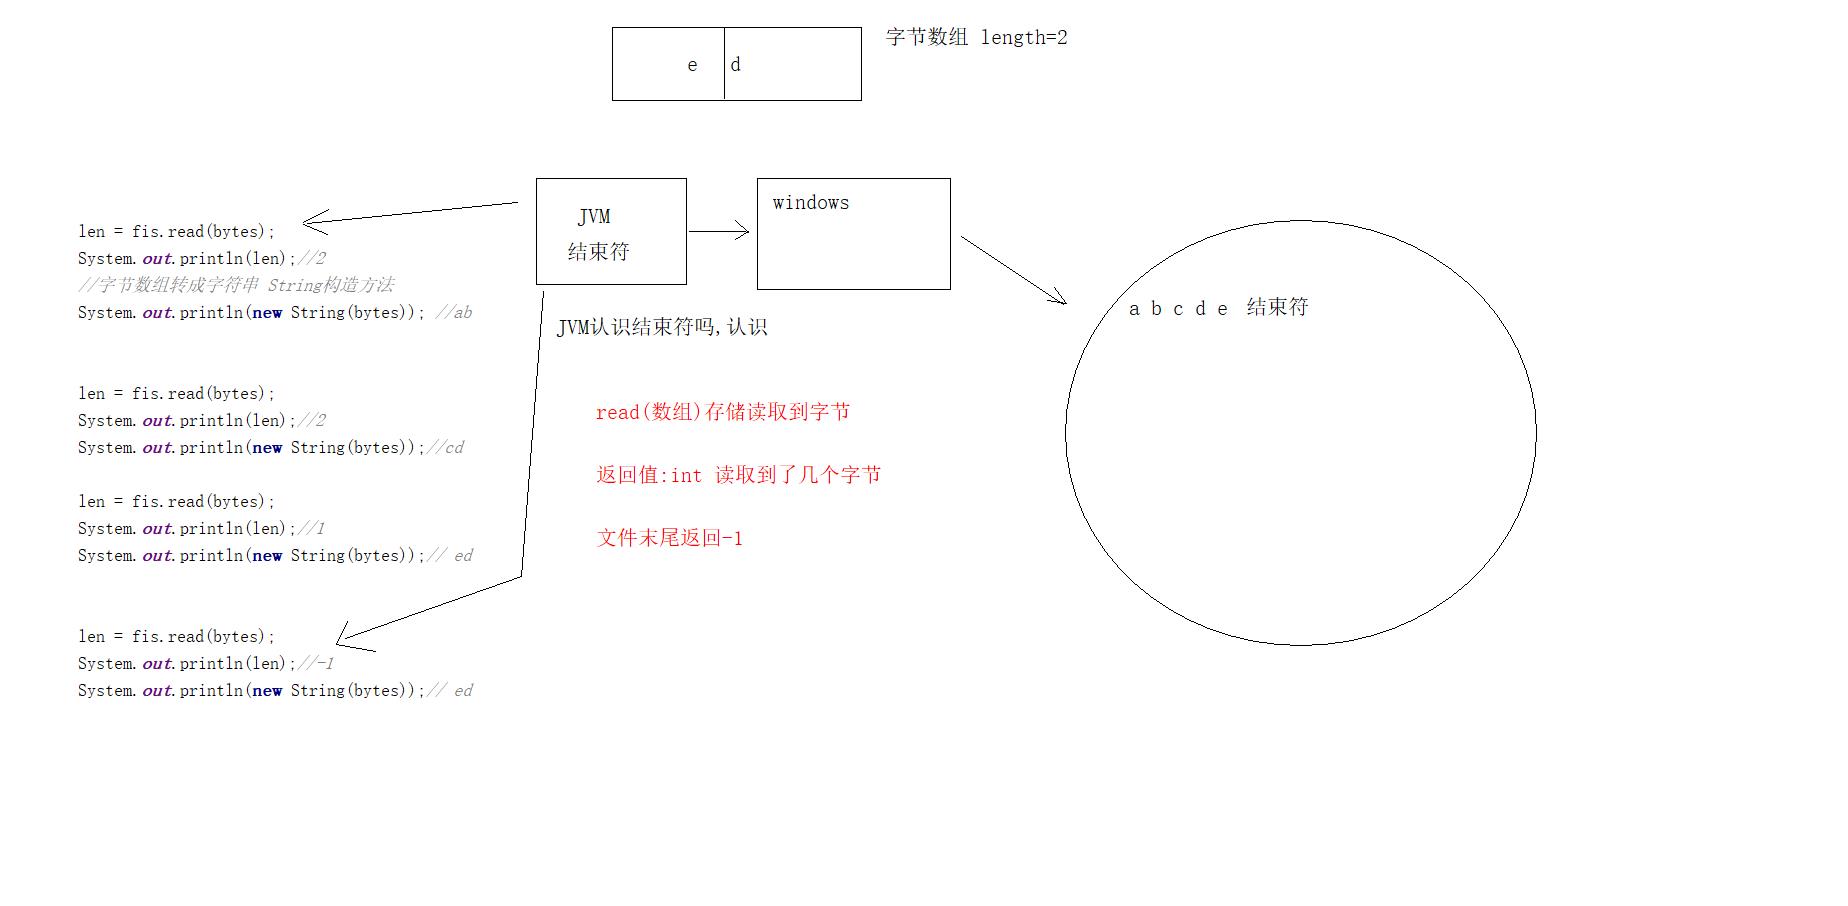 字节数组 length=2
e d
JVM
结束符
windows
len = fis.read(bytes);
System.out.println(len);//2
//字节数组转成字符串 String构造方法
System.out.println(new String(bytes)); //ab
JVM认识结束符吗,认识
a b c d e 结束符
len = fis.read(bytes);
System.out.println(len);//2
System.out.println(new String(bytes));//cd
len = fis.read(bytes);
System.out.println(len);//1
System.out.println(new String(bytes));// ed
len = fis.read(bytes);
System.out.println(len);//-1
System.out.println(new String(bytes));// ed
read(数组)存储读取到字节
返回值:int 读取到了几个字节
文件末尾返回-1